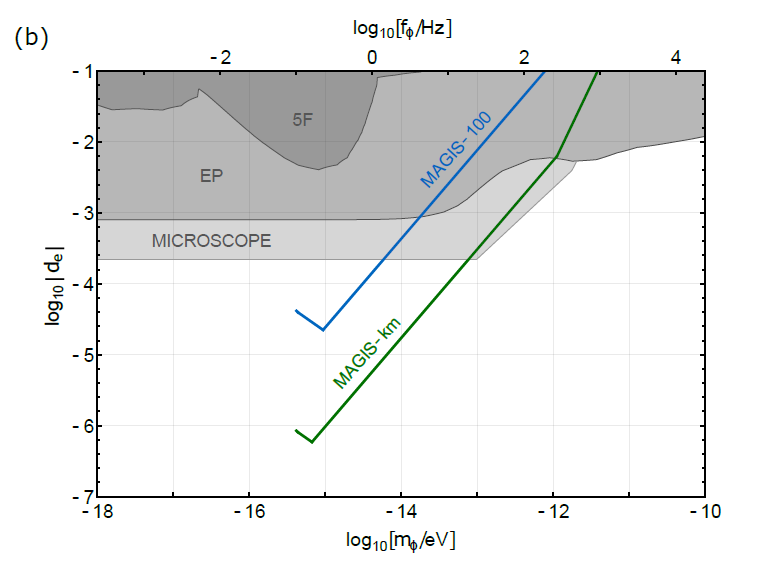 (b)
log10[fϕ/Hz]
-2 0 2 4
-1
-2
-3
-4
-5
-6
-7
log10|de|
5F
EP
MICROSCOPE
MAGIS-100
MAGIS-km
-18 -16 -14 -12 -10
log10[mϕ/eV]